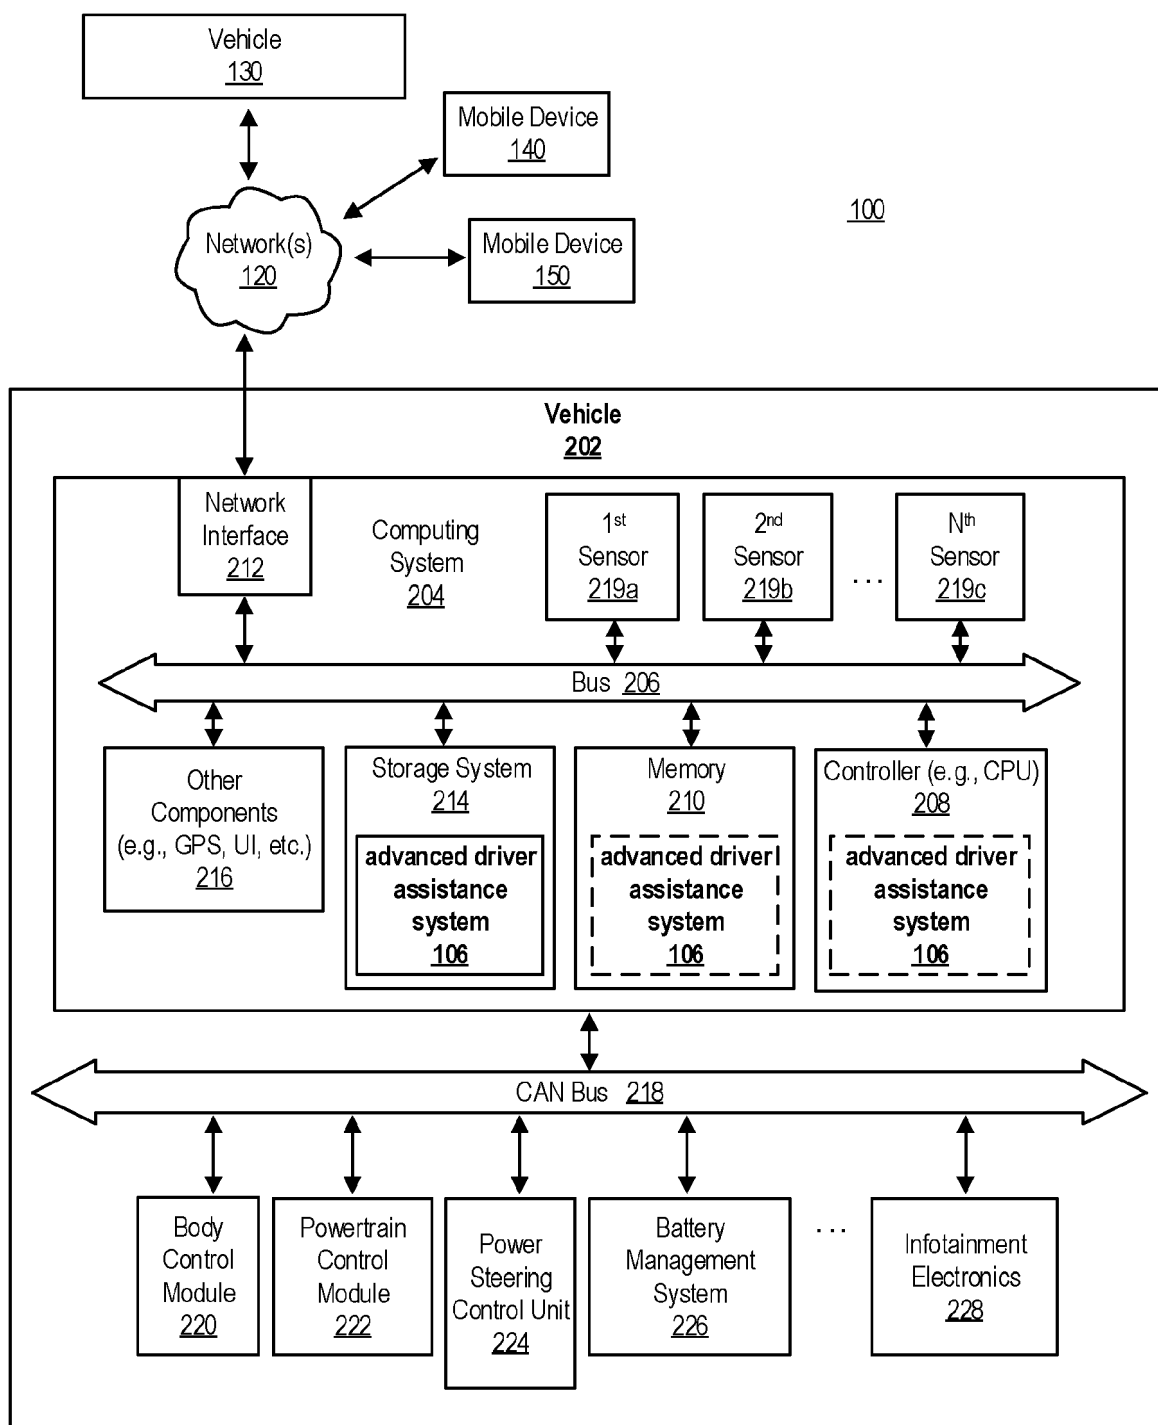 Vehicle
130
Mobile Device
140
100
Network(s)
120
Mobile Device
150
Vehicle
202
Network
Interface
212
Computing
System
204
1st
Sensor
219a
2nd
Sensor
219b
...
Nth
Sensor
219c
Bus 206
Other
Components
(e.g., GPS, UI, etc.)
216
Storage System
214
advanced driver
assistance
system
106
Memory
210
advanced driver
assistance
system
106
Controller (e.g., CPU)
208
advanced driver
assistance
system
106
CAN Bus 218
Body
Control
Module
220
Powertrain
Control
Module
222
Power
Steering
Control Unit
224
Battery
Management
System
226
...
Infotainment
Electronics
228